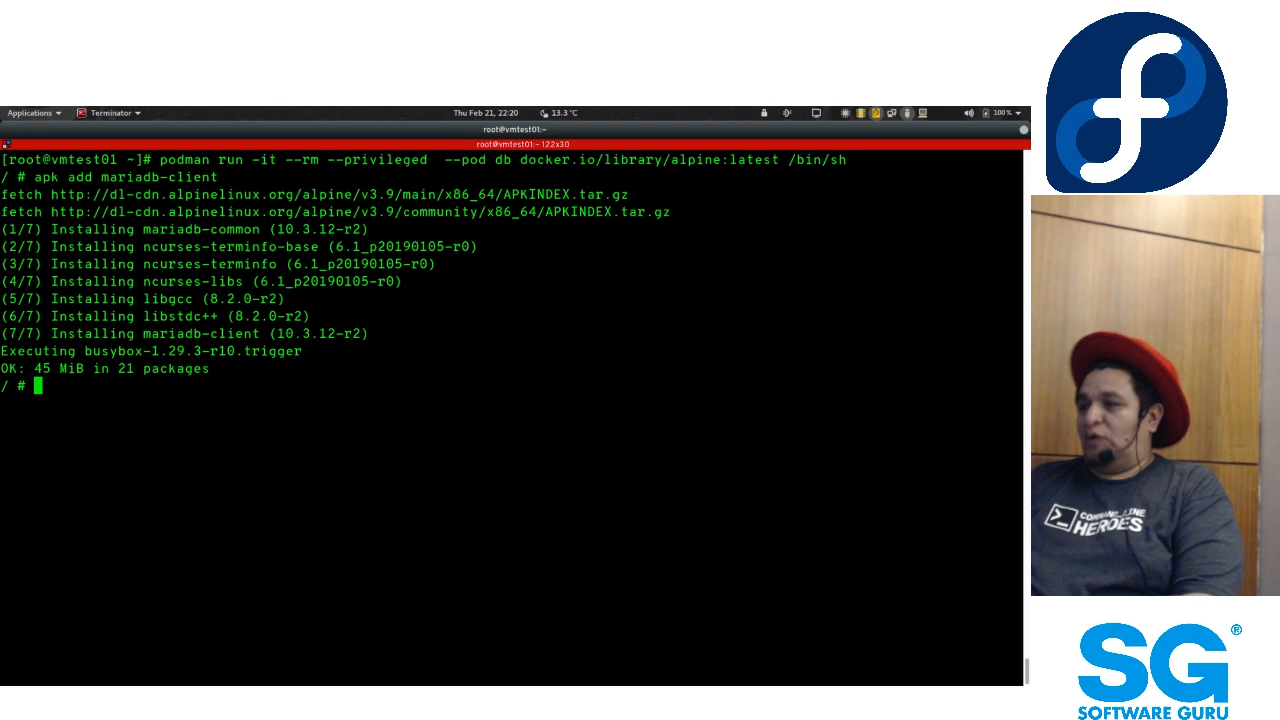 Applications
Terminator
Thu Feb 21, 22:20
13.3 °C
100 %
root@vmtest01:~
root@vmtest01:~ 122x30
[root@vmtest01 ~]# podman run -it --rm --privileged  --pod db docker.io/library/alpine:latest /bin/sh
/ # apk add mariadb-client
fetch http://dl-cdn.alpinelinux.org/alpine/v3.9/main/x86_64/APKINDEX.tar.gz
fetch http://dl-cdn.alpinelinux.org/alpine/v3.9/community/x86_64/APKINDEX.tar.gz
(1/7) Installing mariadb-common (10.3.12-r2)
(2/7) Installing ncurses-terminfo-base (6.1_p20190105-r0)
(3/7) Installing ncurses-terminfo (6.1_p20190105-r0)
(4/7) Installing ncurses-libs (6.1_p20190105-r0)
(5/7) Installing libgcc (8.2.0-r2)
(6/7) Installing libstdc++ (8.2.0-r2)
(7/7) Installing mariadb-client (10.3.12-r2)
Executing busybox-1.29.3-r10.trigger
OK: 45 MiB in 21 packages
/ #
COMMAND_LINE
HEROES
SG®
SOFTWARE GURU